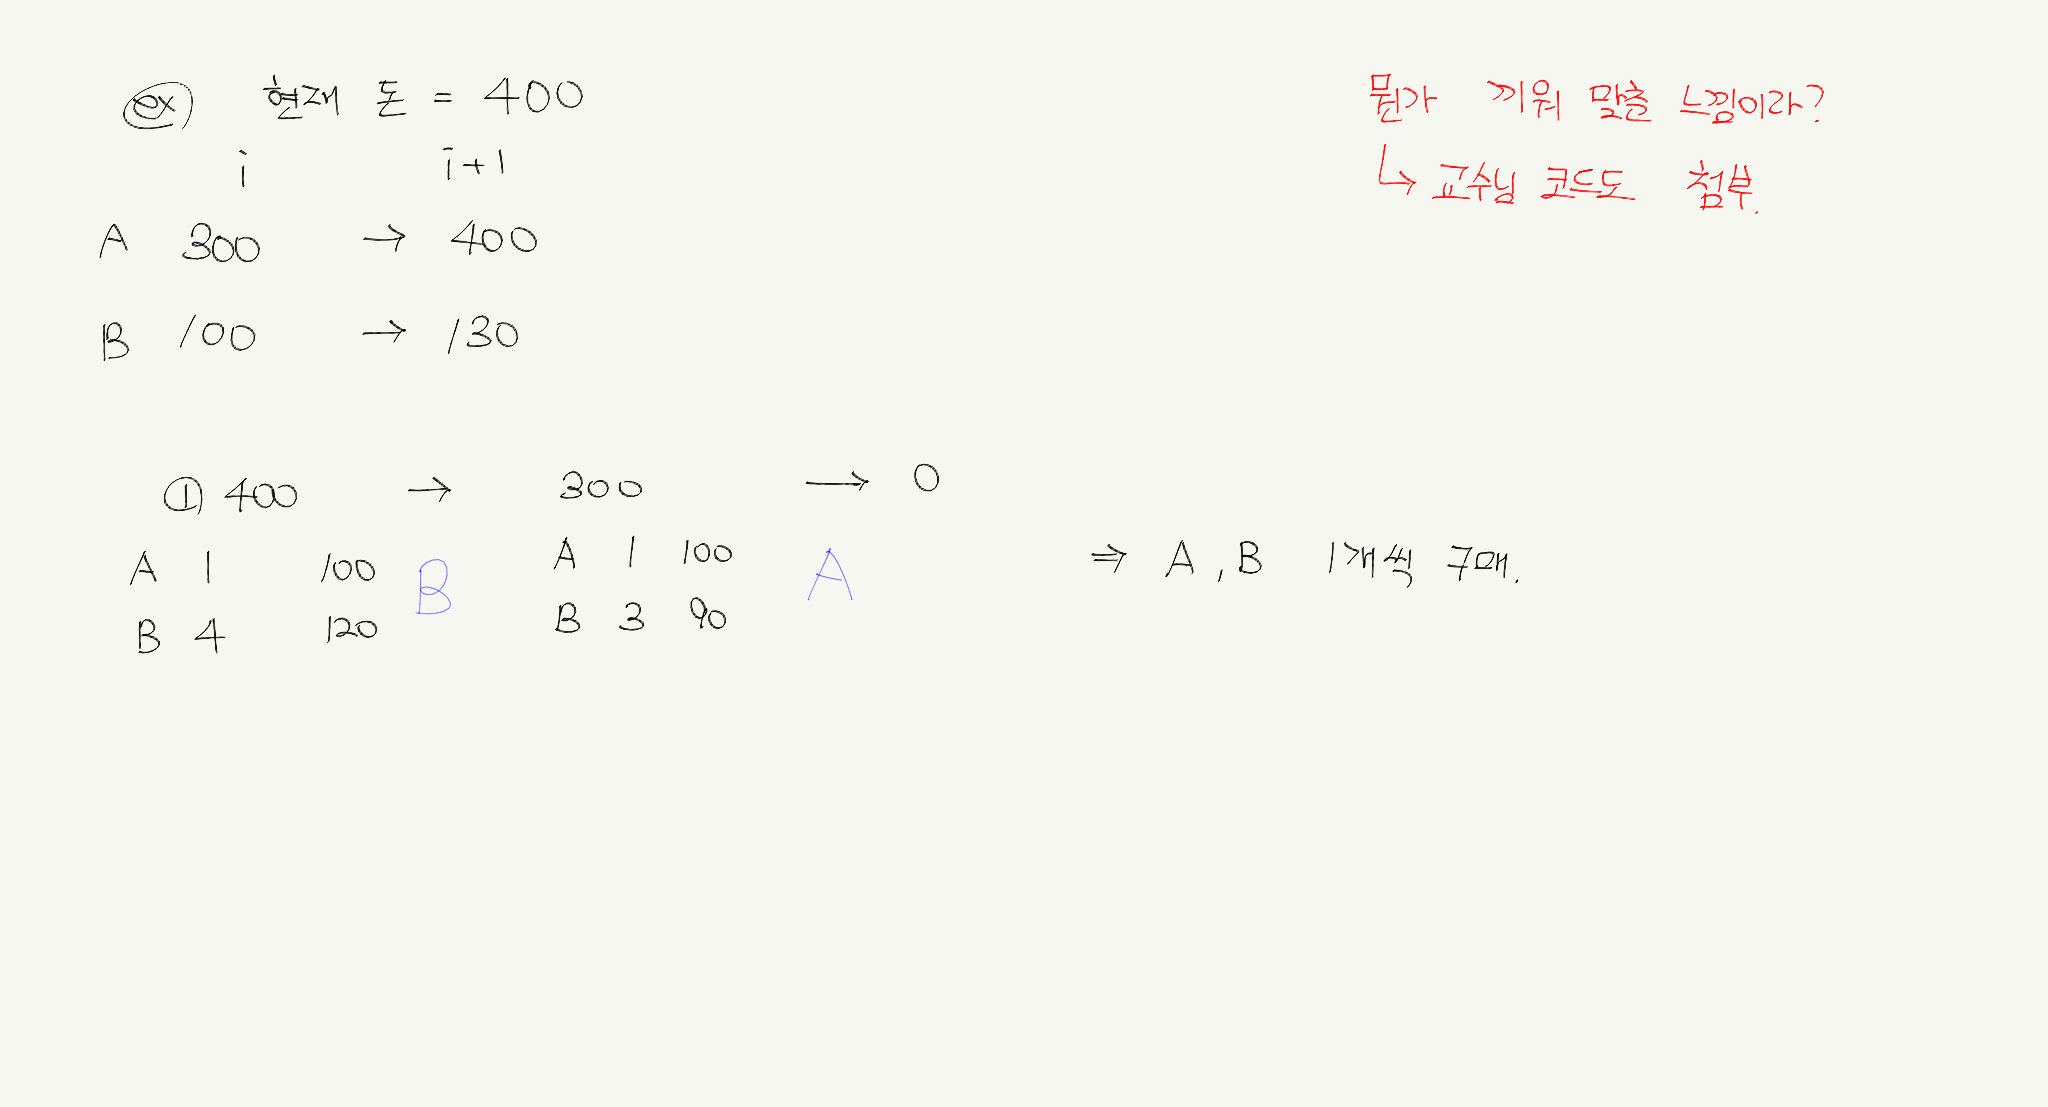 ex 현재 돈 = 400
i i+1
A 300 → 400
B 100 → 130
① 400 → 300 → 0
A 1 100 B A 1 100 A
B 4 120 B 3 90
⇒ A, B 1개씩 구매.
뭔가 끼워 맞춘 느낌이라?
↳ 교수님 코드도 첨부.